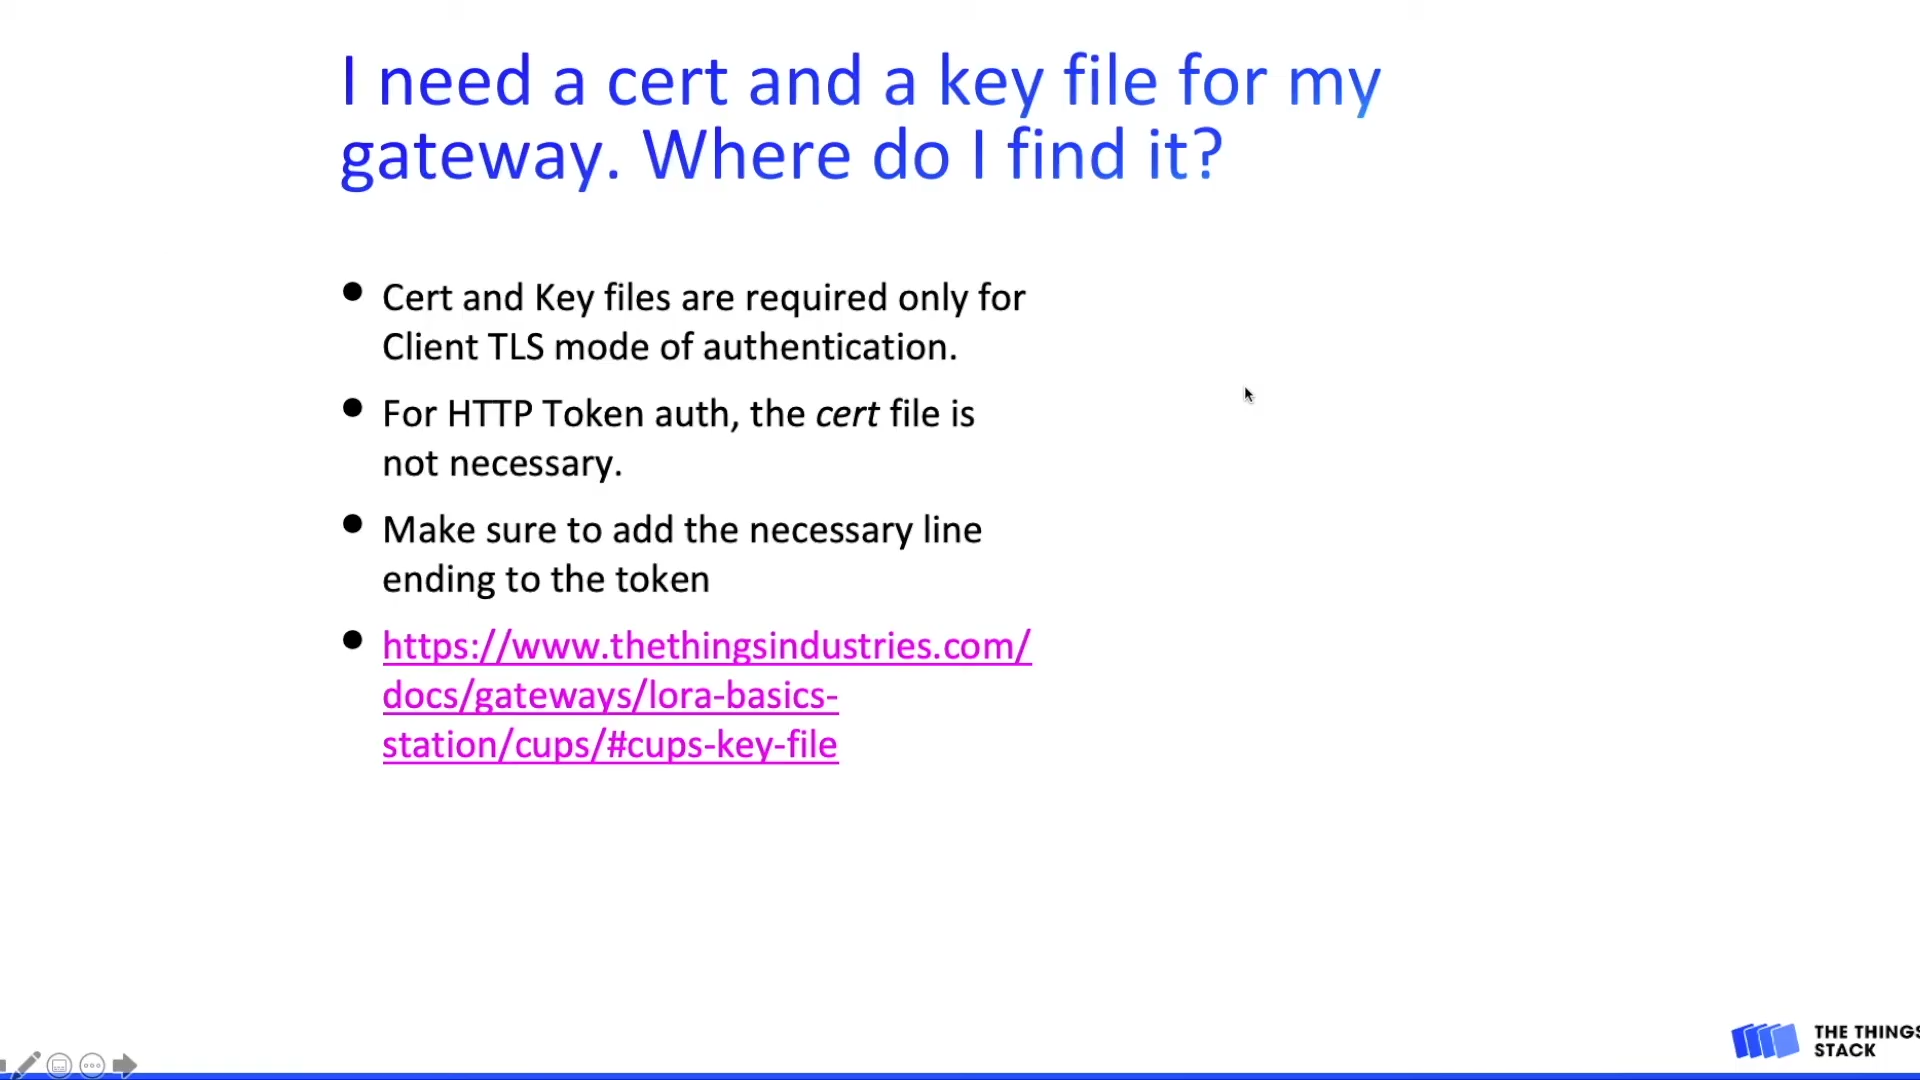 I need a cert and a key file for my
gateway. Where do I find it?
Cert and Key files are required only for
Client TLS mode of authentication.
For HTTP Token auth, the cert file is
not necessary.
Make sure to add the necessary line
ending to the token
https://www.thethingsindustries.com/
docs/gateways/lora-basics-
station/cups/#cups-key-file
THE THINGS
STACK